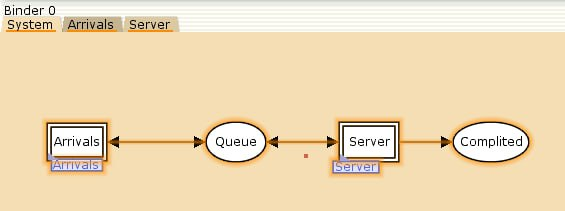 Binder 0
System Arrivals Server
Arrivals Queue Server Complited
Arrivals Server